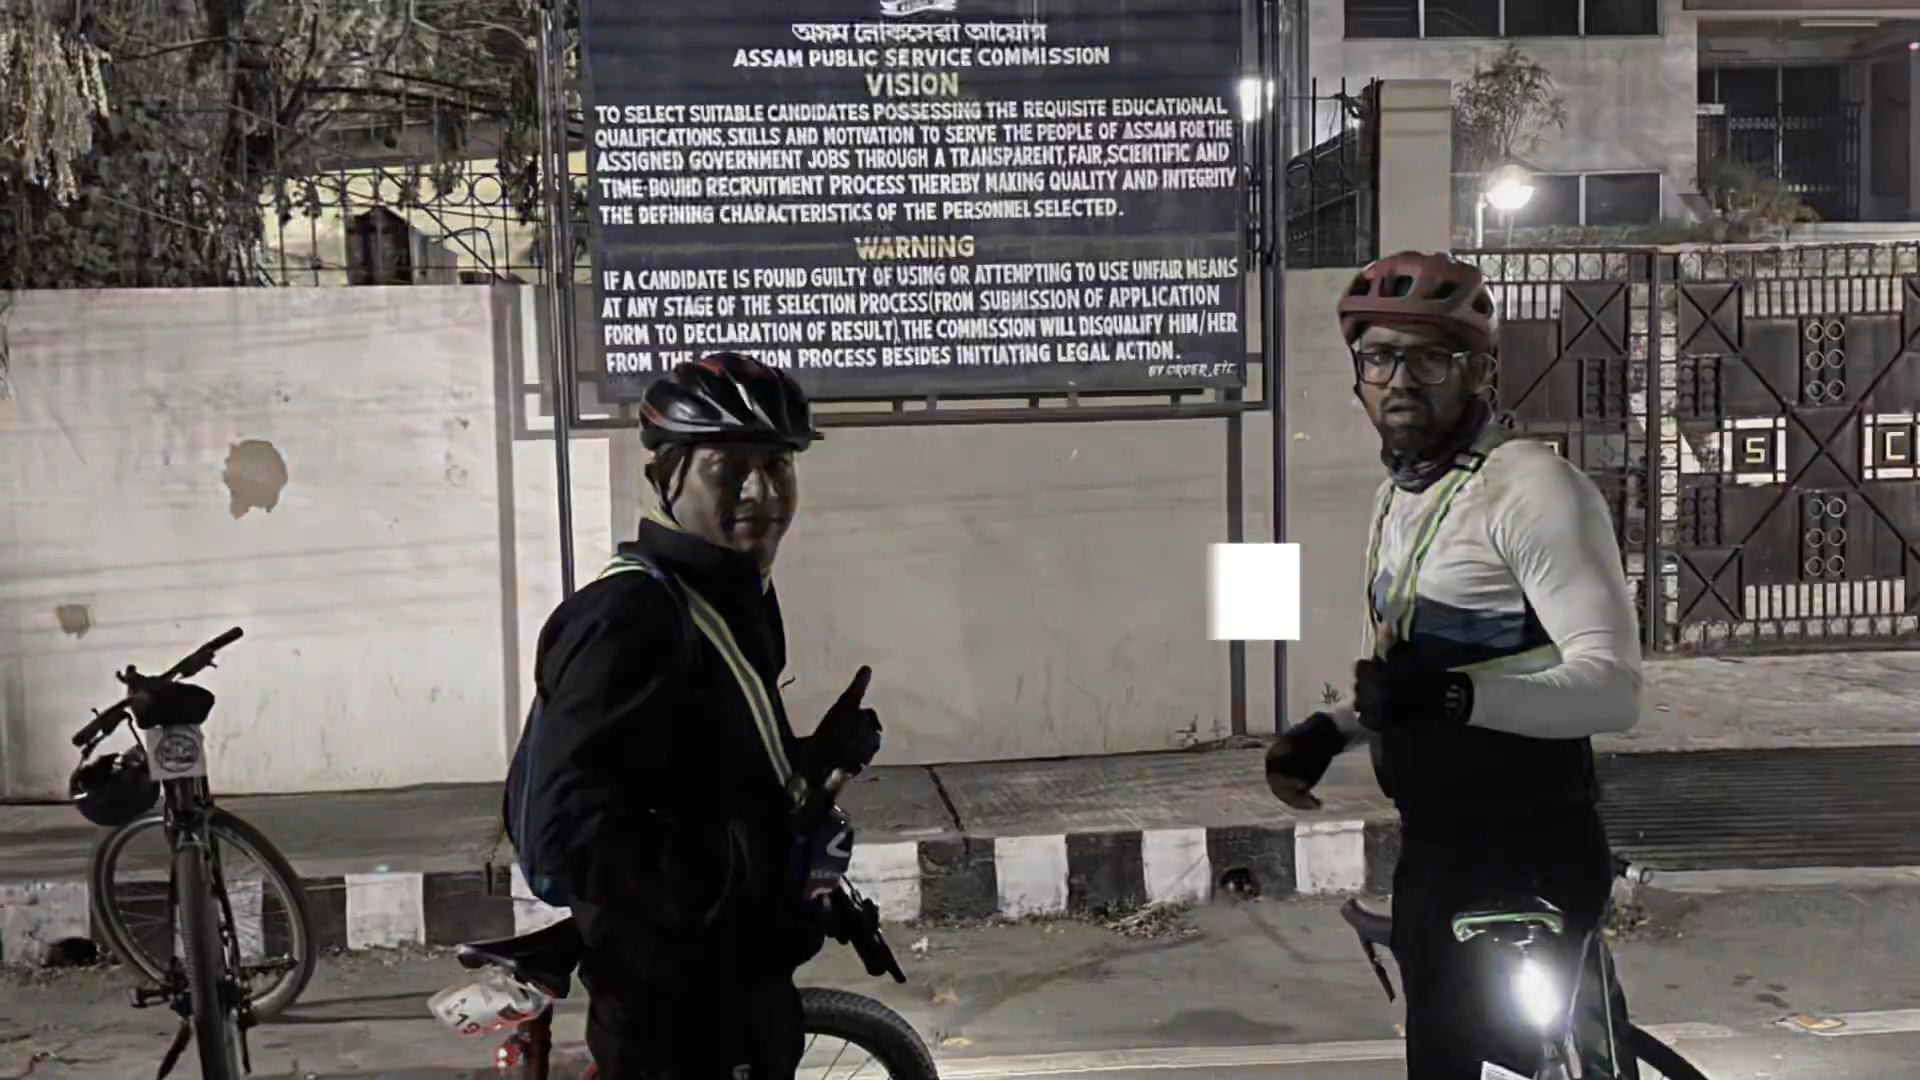 অসম লোকসেৱা আয়োগ
ASSAM PUBLIC SERVICE COMMISSION
VISION
TO SELECT SUITABLE CANDIDATES POSSESSING THE REQUISITE EDUCATIONAL
QUALIFICATIONS, SKILLS AND MOTIVATION TO SERVE THE PEOPLE OF ASSAM FOR THE
ASSIGNED GOVERNMENT JOBS THROUGH A TRANSPARENT, FAIR, SCIENTIFIC AND
TIME-BOUND RECRUITMENT PROCESS THEREBY MAKING QUALITY AND INTEGRITY
THE DEFINING CHARACTERISTICS OF THE PERSONNEL SELECTED.
WARNING
IF A CANDIDATE IS FOUND GUILTY OF USING OR ATTEMPTING TO USE UNFAIR MEANS
AT ANY STAGE OF THE SELECTION PROCESS(FROM SUBMISSION OF APPLICATION
FORM TO DECLARATION OF RESULT), THE COMMISSION WILL DISQUALIFY HIM/HER
FROM THE PROCESS BESIDES INITIATING LEGAL ACTION.
BY ORDER, ETC
S C